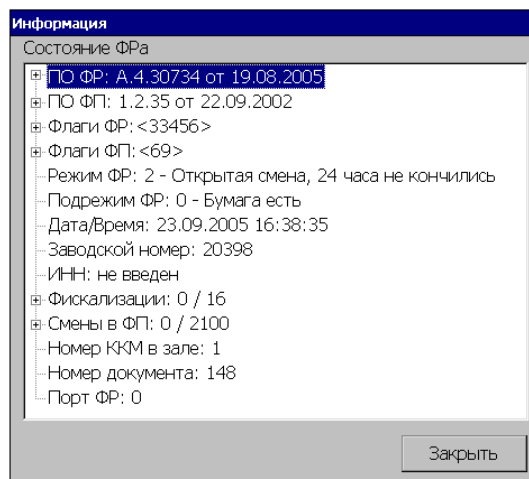 Информация
Состояние ФРа
ПО ФР: A.4.30734 от 19.08.2005
ПО ФП: 1.2.35 от 22.09.2002
Флаги ФР:<33456>
Флаги ФП:<69>
Режим ФР: 2 - Открытая смена, 24 часа не кончились
Подрежим ФР: 0 - Бумага есть
Дата/Время: 23.09.2005 16:38:35
Заводской номер: 20398
ИНН: не введен
Фискализации: 0 / 16
Смены в ФП: 0 / 2100
Номер ККМ в зале: 1
Номер документа: 148
Порт ФР: 0
Закрыть